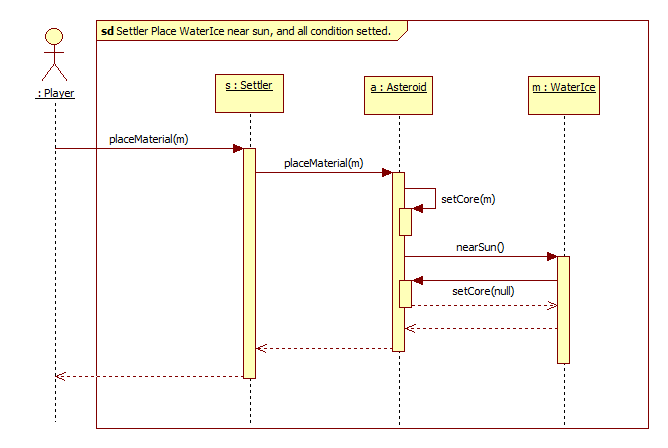 sd Settler Place WaterIce near sun, and all condition setted.
: Player
s : Settler
a : Asteroid
m : WaterIce
placeMaterial(m)
placeMaterial(m)
setCore(m)
nearSun()
setCore(null)